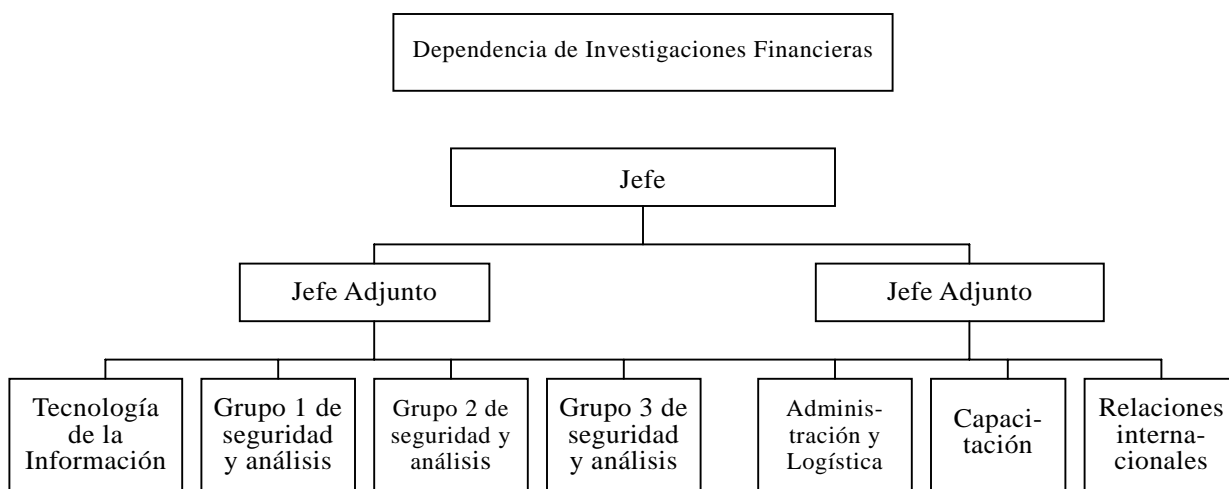 Dependencia de Investigaciones Financieras
Jefe
Jefe Adjunto
Jefe Adjunto
Tecnología
de la
Información
Grupo 1 de
seguridad
y análisis
Grupo 2 de
seguridad y
análisis
Grupo 3 de
seguridad
y análisis
Adminis-
tración y
Logística
Capaci-
tación
Relaciones
interna-
cionales